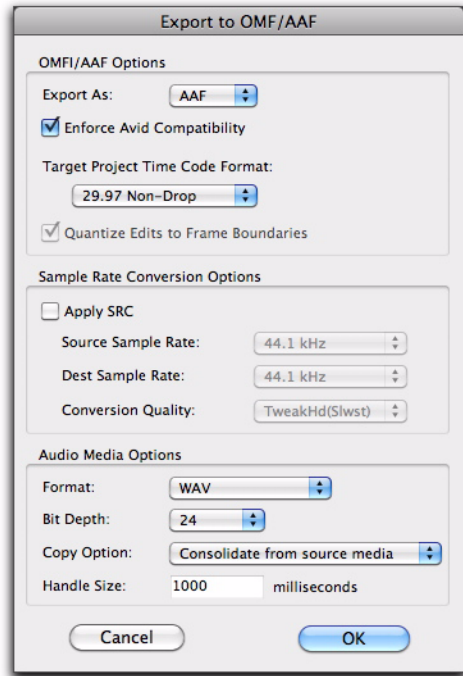 Export to OMF/AAF
OMFI/AAF Options
Export As: AAF
Enforce Avid Compatibility
Target Project Time Code Format:
29.97 Non-Drop
Quantize Edits to Frame Boundaries
Sample Rate Conversion Options
Apply SRC
Source Sample Rate: 44.1 kHz
Dest Sample Rate: 44.1 kHz
Conversion Quality: TweakHd(Slwst)
Audio Media Options
Format: WAV
Bit Depth: 24
Copy Option: Consolidate from source media
Handle Size: 1000 milliseconds
Cancel OK